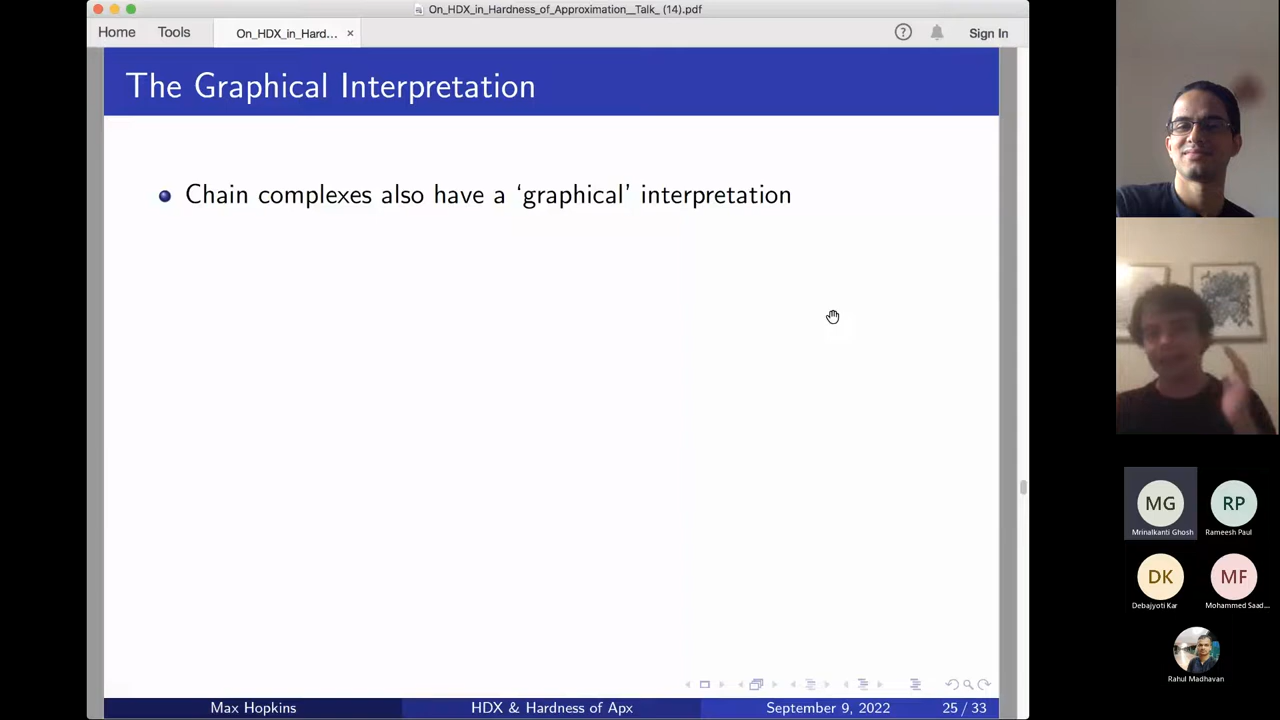 On_HDX_in_Hardness_of_Approximation__Talk_ (14).pdf
Home Tools On_HDX_in_Hard... × Sign In
The Graphical Interpretation
Chain complexes also have a ‘graphical’ interpretation
MG RP
Mrinalkanti Ghosh Rameesh Paul
DK MF
Debajyoti Kar Mohammed Saad...
Rahul Madhavan
Max Hopkins HDX & Hardness of Apx September 9, 2022 25 / 33